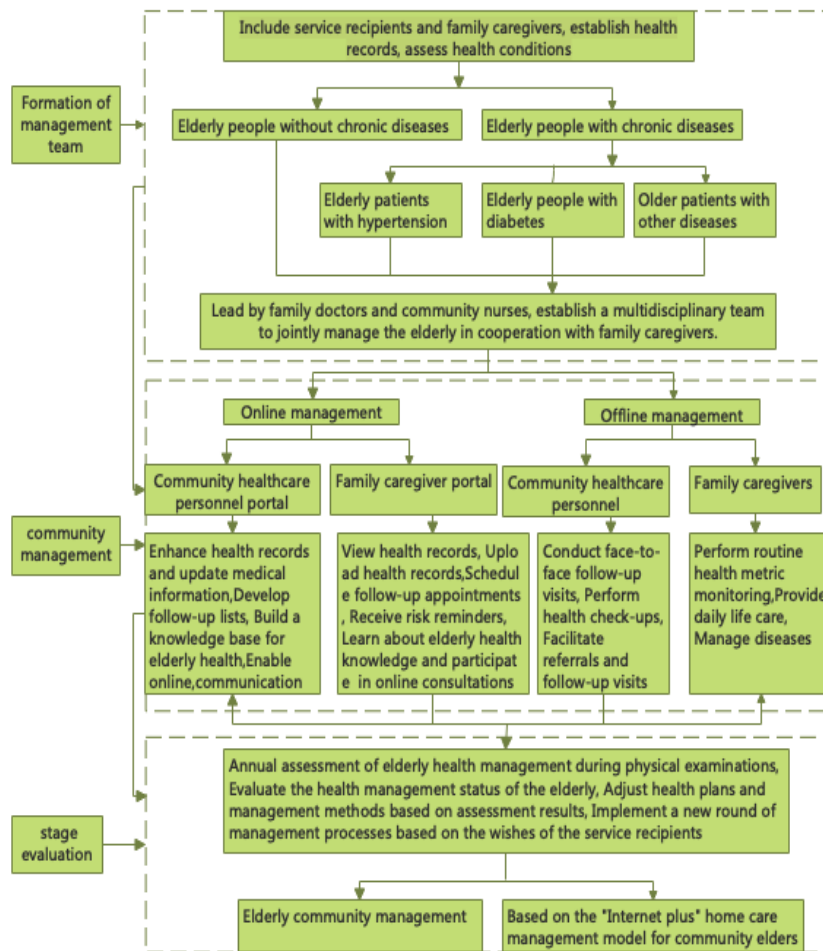 Include service recipients and family caregivers, establish health
records, assess health conditions
Formation of
management
team
Elderly people without chronic diseases
Elderly people with chronic diseases
Elderly patients
with hypertension
Elderly people with
diabetes
Older patients with
other diseases
Lead by family doctors and community nurses, establish a multidisciplinary team
to jointly manage the elderly in cooperation with family caregivers.
Online management
Offline management
Community healthcare
personnel portal
Family caregiver portal
Community healthcare
personnel
Family caregivers
community
management
Enhance health records
and update medical
information,Develop
follow-up lists, Build a
knowledge base for
elderly health,Enable
online,communication
View health records, Uplo
ad health records,Schedul
e follow-up appointments
, Receive risk reminders,
Learn about elderly health
knowledge and participat
e in online consultations
Conduct face-to-
face follow-up
visits, Perform
health check-ups,
Facilitate
referrals and
follow-up visits
Perform routine
health metric
monitoring,Provide
daily life care,
Manage diseases
Annual assessment of elderly health management during physical examinations,
Evaluate the health management status of the elderly, Adjust health plans and
management methods based on assessment results, Implement a new round of
management processes based on the wishes of the service recipients
stage
evaluation
Elderly community management
Based on the "Internet plus" home care
management model for community elders